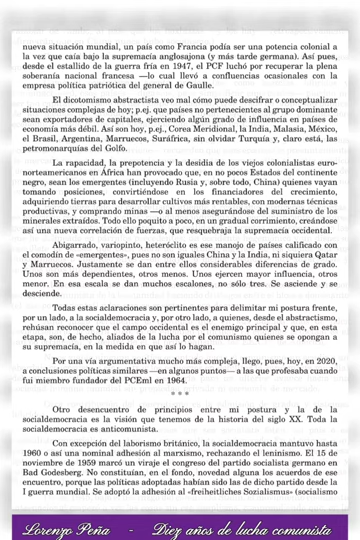 nueva situación mundial, un país como Francia podía ser una potencia colonial a
la vez que caía bajo la supremacía anglosajona (y más tarde germana). Así pues,
desde el estallido de la guerra fría en 1947, el PCF luchó por recuperar la plena
soberanía nacional francesa —lo cual llevó a confluencias ocasionales con la
empresa política patriótica del general de Gaulle.
El dicotomismo abstractista veo mal cómo puede descifrar o conceptualizar
situaciones complejas de hoy; p.ej. que países no pertenecientes al grupo dominante
sean exportadores de capitales, ejerciendo algún grado de influencia en países de
economía más débil. Así son hoy, p.ej., Corea Meridional, la India, Malasia, México,
el Brasil, Argentina, Marruecos, Suráfrica, sin olvidar Turquía y, claro está, las
petromonarquías del Golfo.
La rapacidad, la prepotencia y la desidia de los viejos colonialistas euro-
norteamericanos en África han provocado que, en no pocos Estados del continente
negro, sean los emergentes (incluyendo Rusia y, sobre todo, China) quienes vayan
tomando posiciones, convirtiéndose en los financiadores del crecimiento,
adquiriendo tierras para desarrollar cultivos más rentables, con modernas técnicas
productivas, y comprando minas —o al menos asegurándose del suministro de los
minerales extraídos. Todo ello poquito a poco, en un gradual corrimiento, creándose
así una nueva correlación de fuerzas, que resquebraja la supremacía occidental.
Abigarrado, variopinto, heteróclito es ese manojo de países calificado con
el comodín de «emergentes», pues no son iguales China y la India, ni siquiera Qatar
y Marruecos. Justamente se dan entre ellos considerables diferencias de grado.
Unos son más dependientes, otros menos. Unos ejercen mayor influencia, otros
menor. En esa escala se dan muchos escalones, no sólo tres. Se asciende y se
desciende.
Todas estas aclaraciones son pertinentes para delimitar mi postura frente,
por un lado, a la socialdemocracia y, por otro lado, a quienes, desde el abstractismo,
rehúsan reconocer que el campo occidental es el enemigo principal y que, en esta
etapa, son, de hecho, aliados de la lucha por el comunismo quienes se opongan a
su supremacía, en la medida en que así lo hagan.
Por una vía argumentativa mucho más compleja, llego, pues, hoy, en 2020,
a conclusiones políticas similares —en algunos puntos— a las que profesaba cuando
fui miembro fundador del PCEml en 1964.
* * *
Otro desencuentro de principios entre mi postura y la de la
socialdemocracia es la visión que tenemos de la historia del siglo XX. Toda la
socialdemocracia es anticomunista.
Con excepción del laborismo británico, la socialdemocracia mantuvo hasta
1960 o así una nominal adhesión al marxismo, rechazando el leninismo. El 15 de
noviembre de 1959 marcó un viraje el congreso del partido socialista germano en
Bad Godesberg. No constituían, en el fondo, novedad alguna los acuerdos de ese
encuentro, porque las políticas adoptadas habían sido las de dicho partido desde la
I guerra mundial. Se adoptó la adhesión al «freiheitliches Sozialismus» (socialismo
Lorenzo Peña - Diez años de lucha comunista